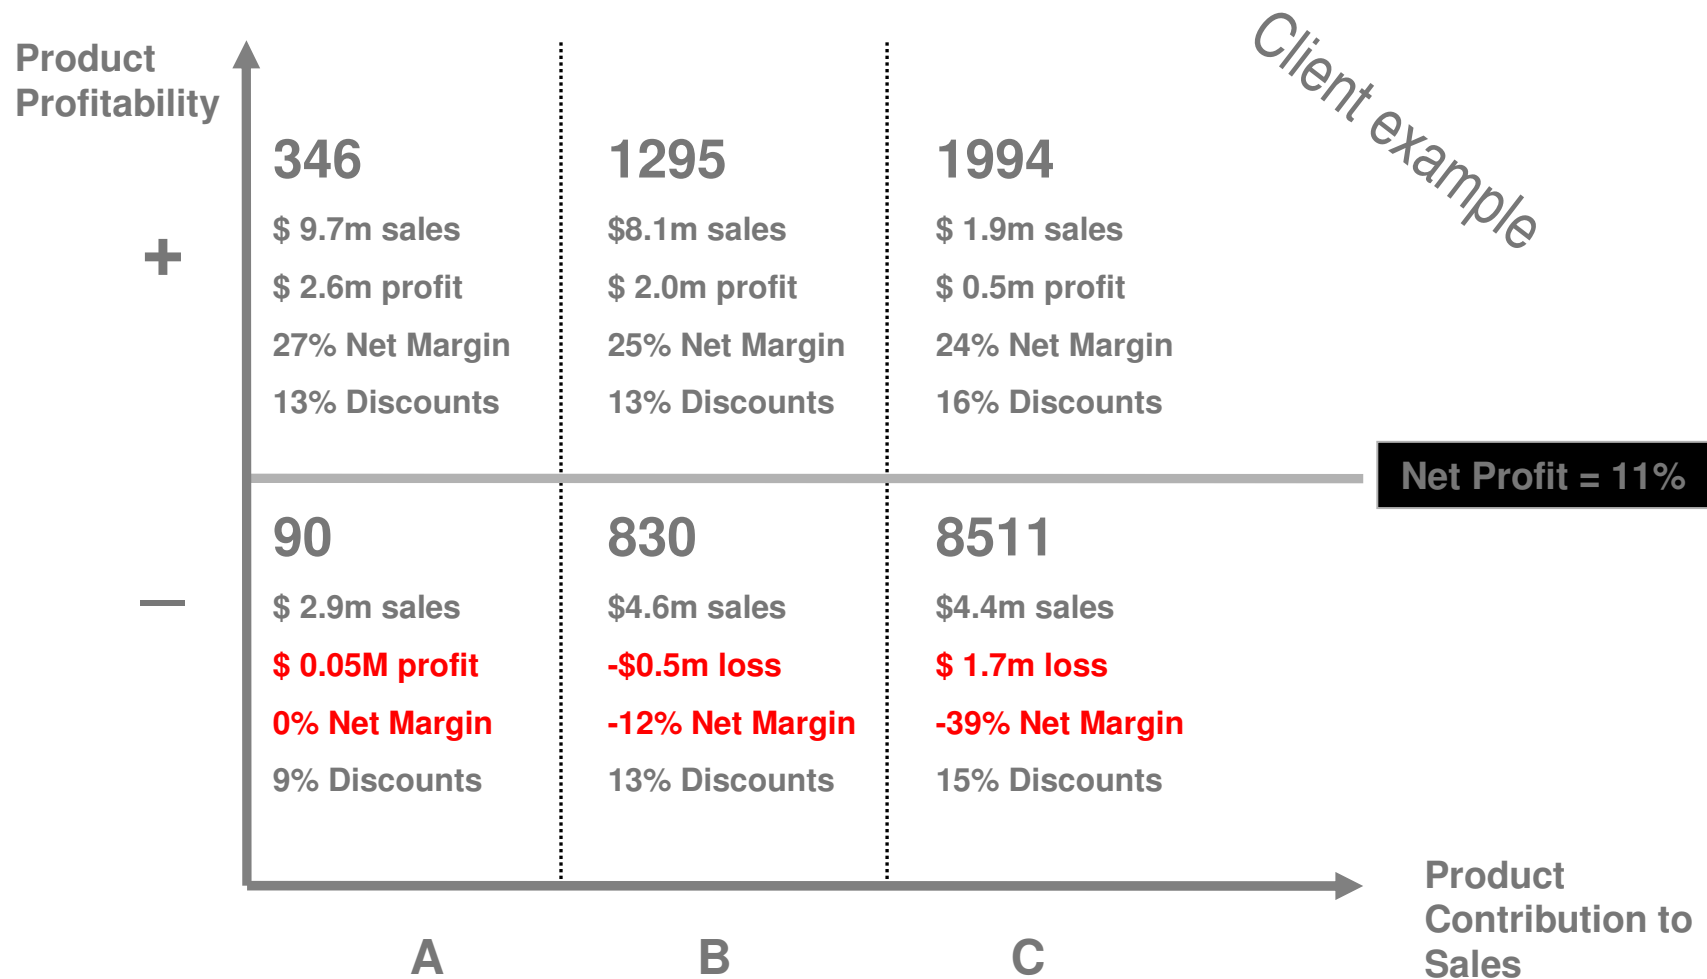 Product
Profitability
Client example
+
346
$ 9.7m sales
$ 2.6m profit
27% Net Margin
13% Discounts
1295
$8.1m sales
$ 2.0m profit
25% Net Margin
13% Discounts
1994
$ 1.9m sales
$ 0.5m profit
24% Net Margin
16% Discounts
Net Profit = 11%
—
90
$ 2.9m sales
$ 0.05M profit
0% Net Margin
9% Discounts
830
$4.6m sales
-$0.5m loss
-12% Net Margin
13% Discounts
8511
$4.4m sales
$ 1.7m loss
-39% Net Margin
15% Discounts
A
B
C
Product
Contribution to
Sales